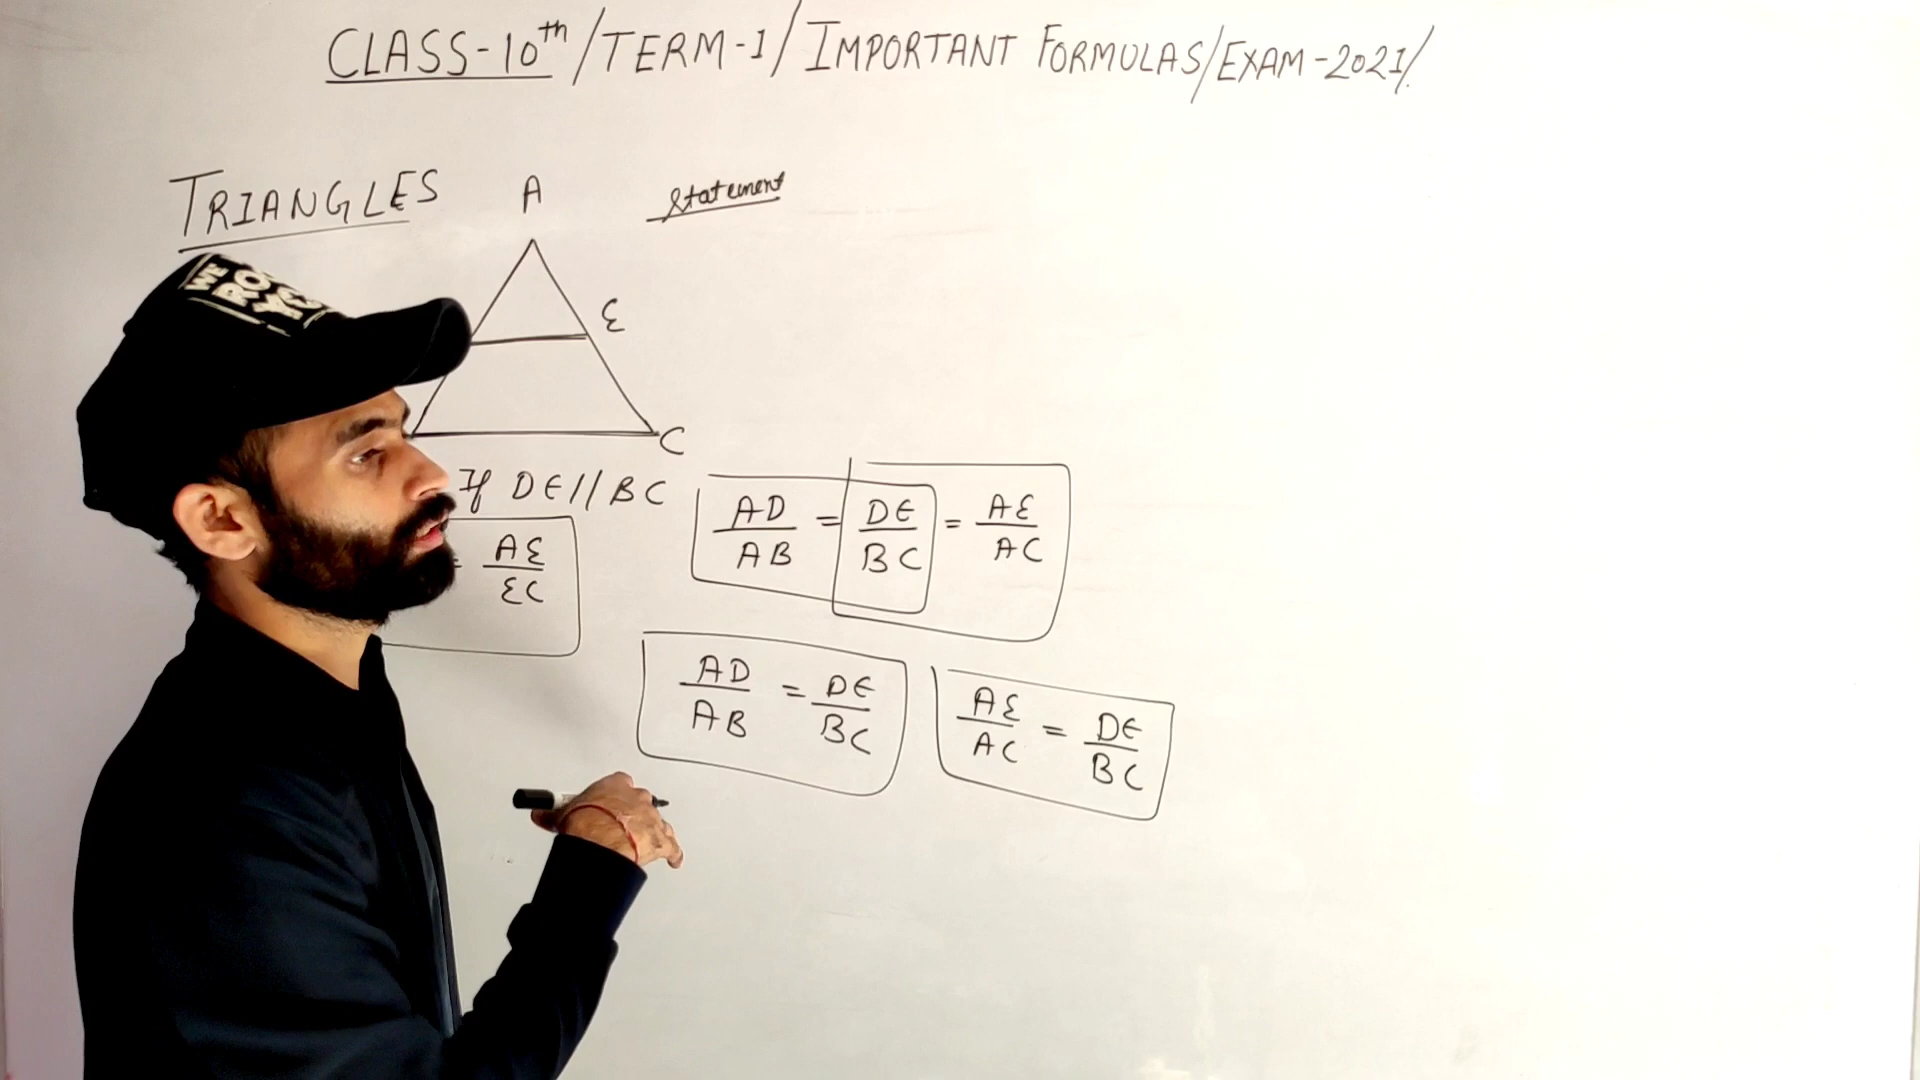 CLASS-10th/TERM-1/IMPORTANT FORMULAS/EXAM-2021/
TRIANGLES
Statement
A
E
C
If DE//BC
= AE/EC
AD/AB = DE/BC = AE/AC
AD/AB = DE/BC
AE/AC = DE/BC
WE